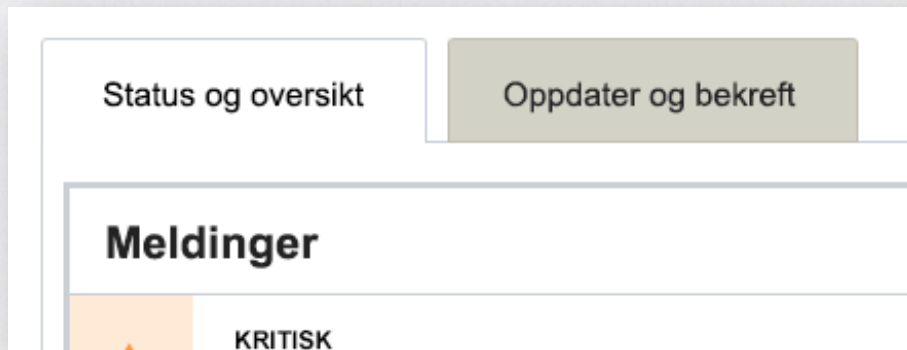 Status og oversikt
Oppdater og bekreft
Meldinger
KRITISK